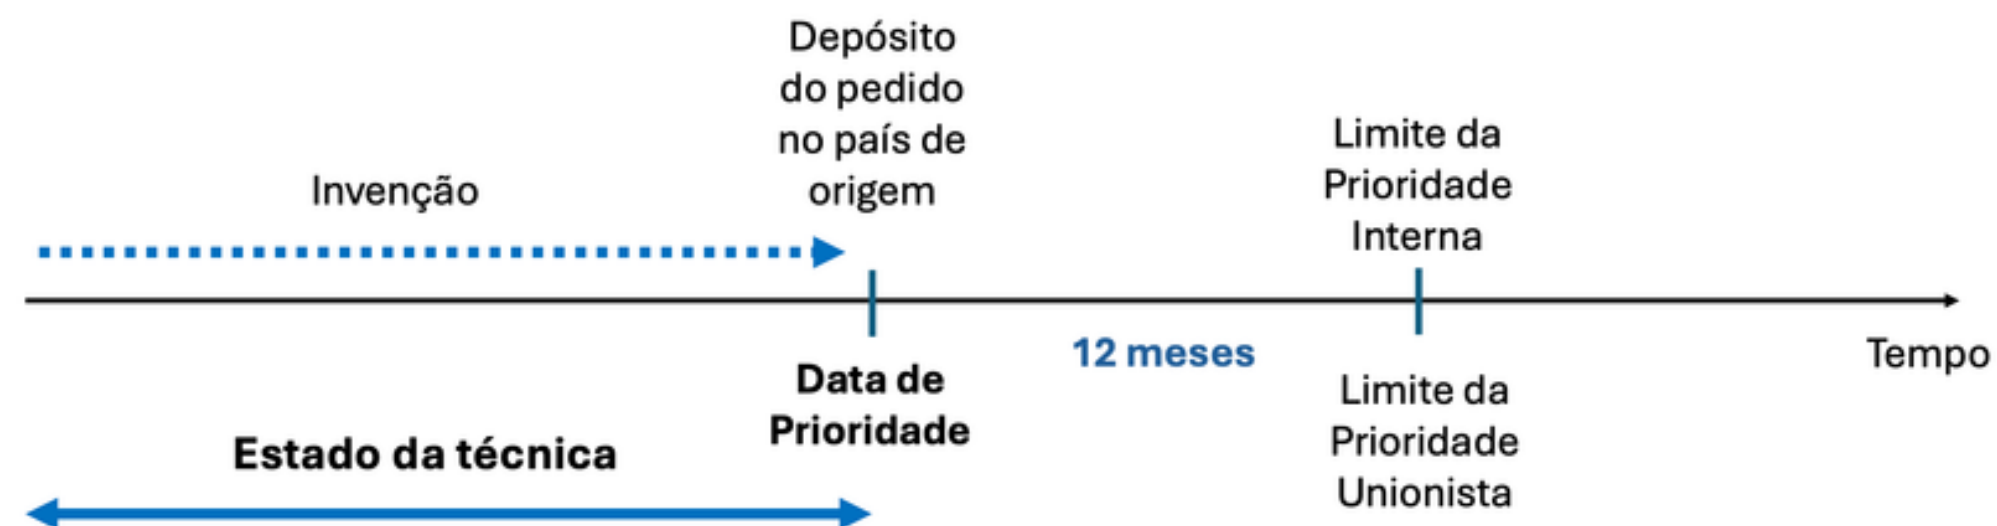 Depósito
do pedido
no país de
origem
Limite da
Prioridade
Interna
Invenção
12 meses
Tempo
Data de
Prioridade
Limite da
Prioridade
Unionista
Estado da técnica